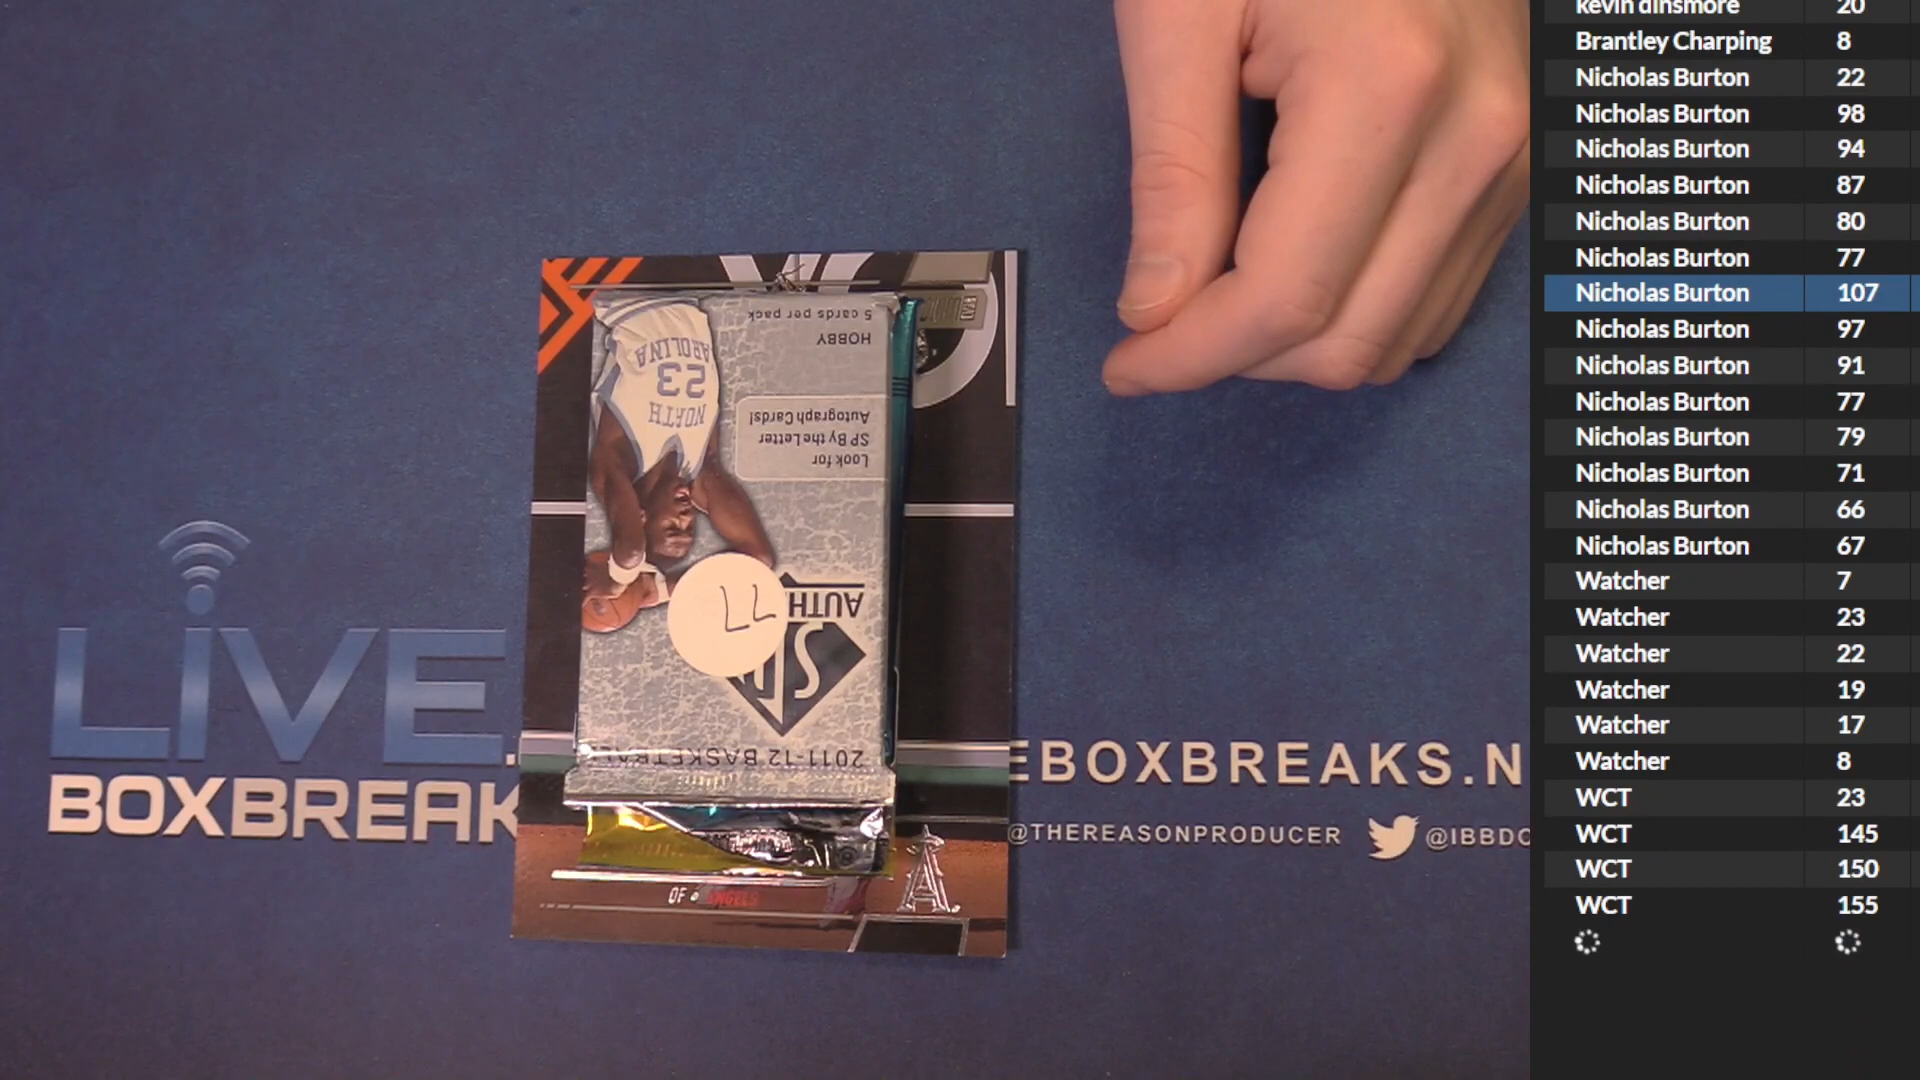 5 cards per pack
HOBBY
NORTH
23
CAROLINA
Look for
SP By the Letter
Autograph Cards!
77
AUTH
SP
2011-12 BASKETBAL
OF ANGELS
A
LIVE.
BOXBREAK
EBOXBREAKS.N
@THEREASONPRODUCER
@IBBDC
kevin dinsmore 20
Brantley Charping 8
Nicholas Burton 22
Nicholas Burton 98
Nicholas Burton 94
Nicholas Burton 87
Nicholas Burton 80
Nicholas Burton 77
Nicholas Burton 107
Nicholas Burton 97
Nicholas Burton 91
Nicholas Burton 77
Nicholas Burton 79
Nicholas Burton 71
Nicholas Burton 66
Nicholas Burton 67
Watcher 7
Watcher 23
Watcher 22
Watcher 19
Watcher 17
Watcher 8
WCT 23
WCT 145
WCT 150
WCT 155